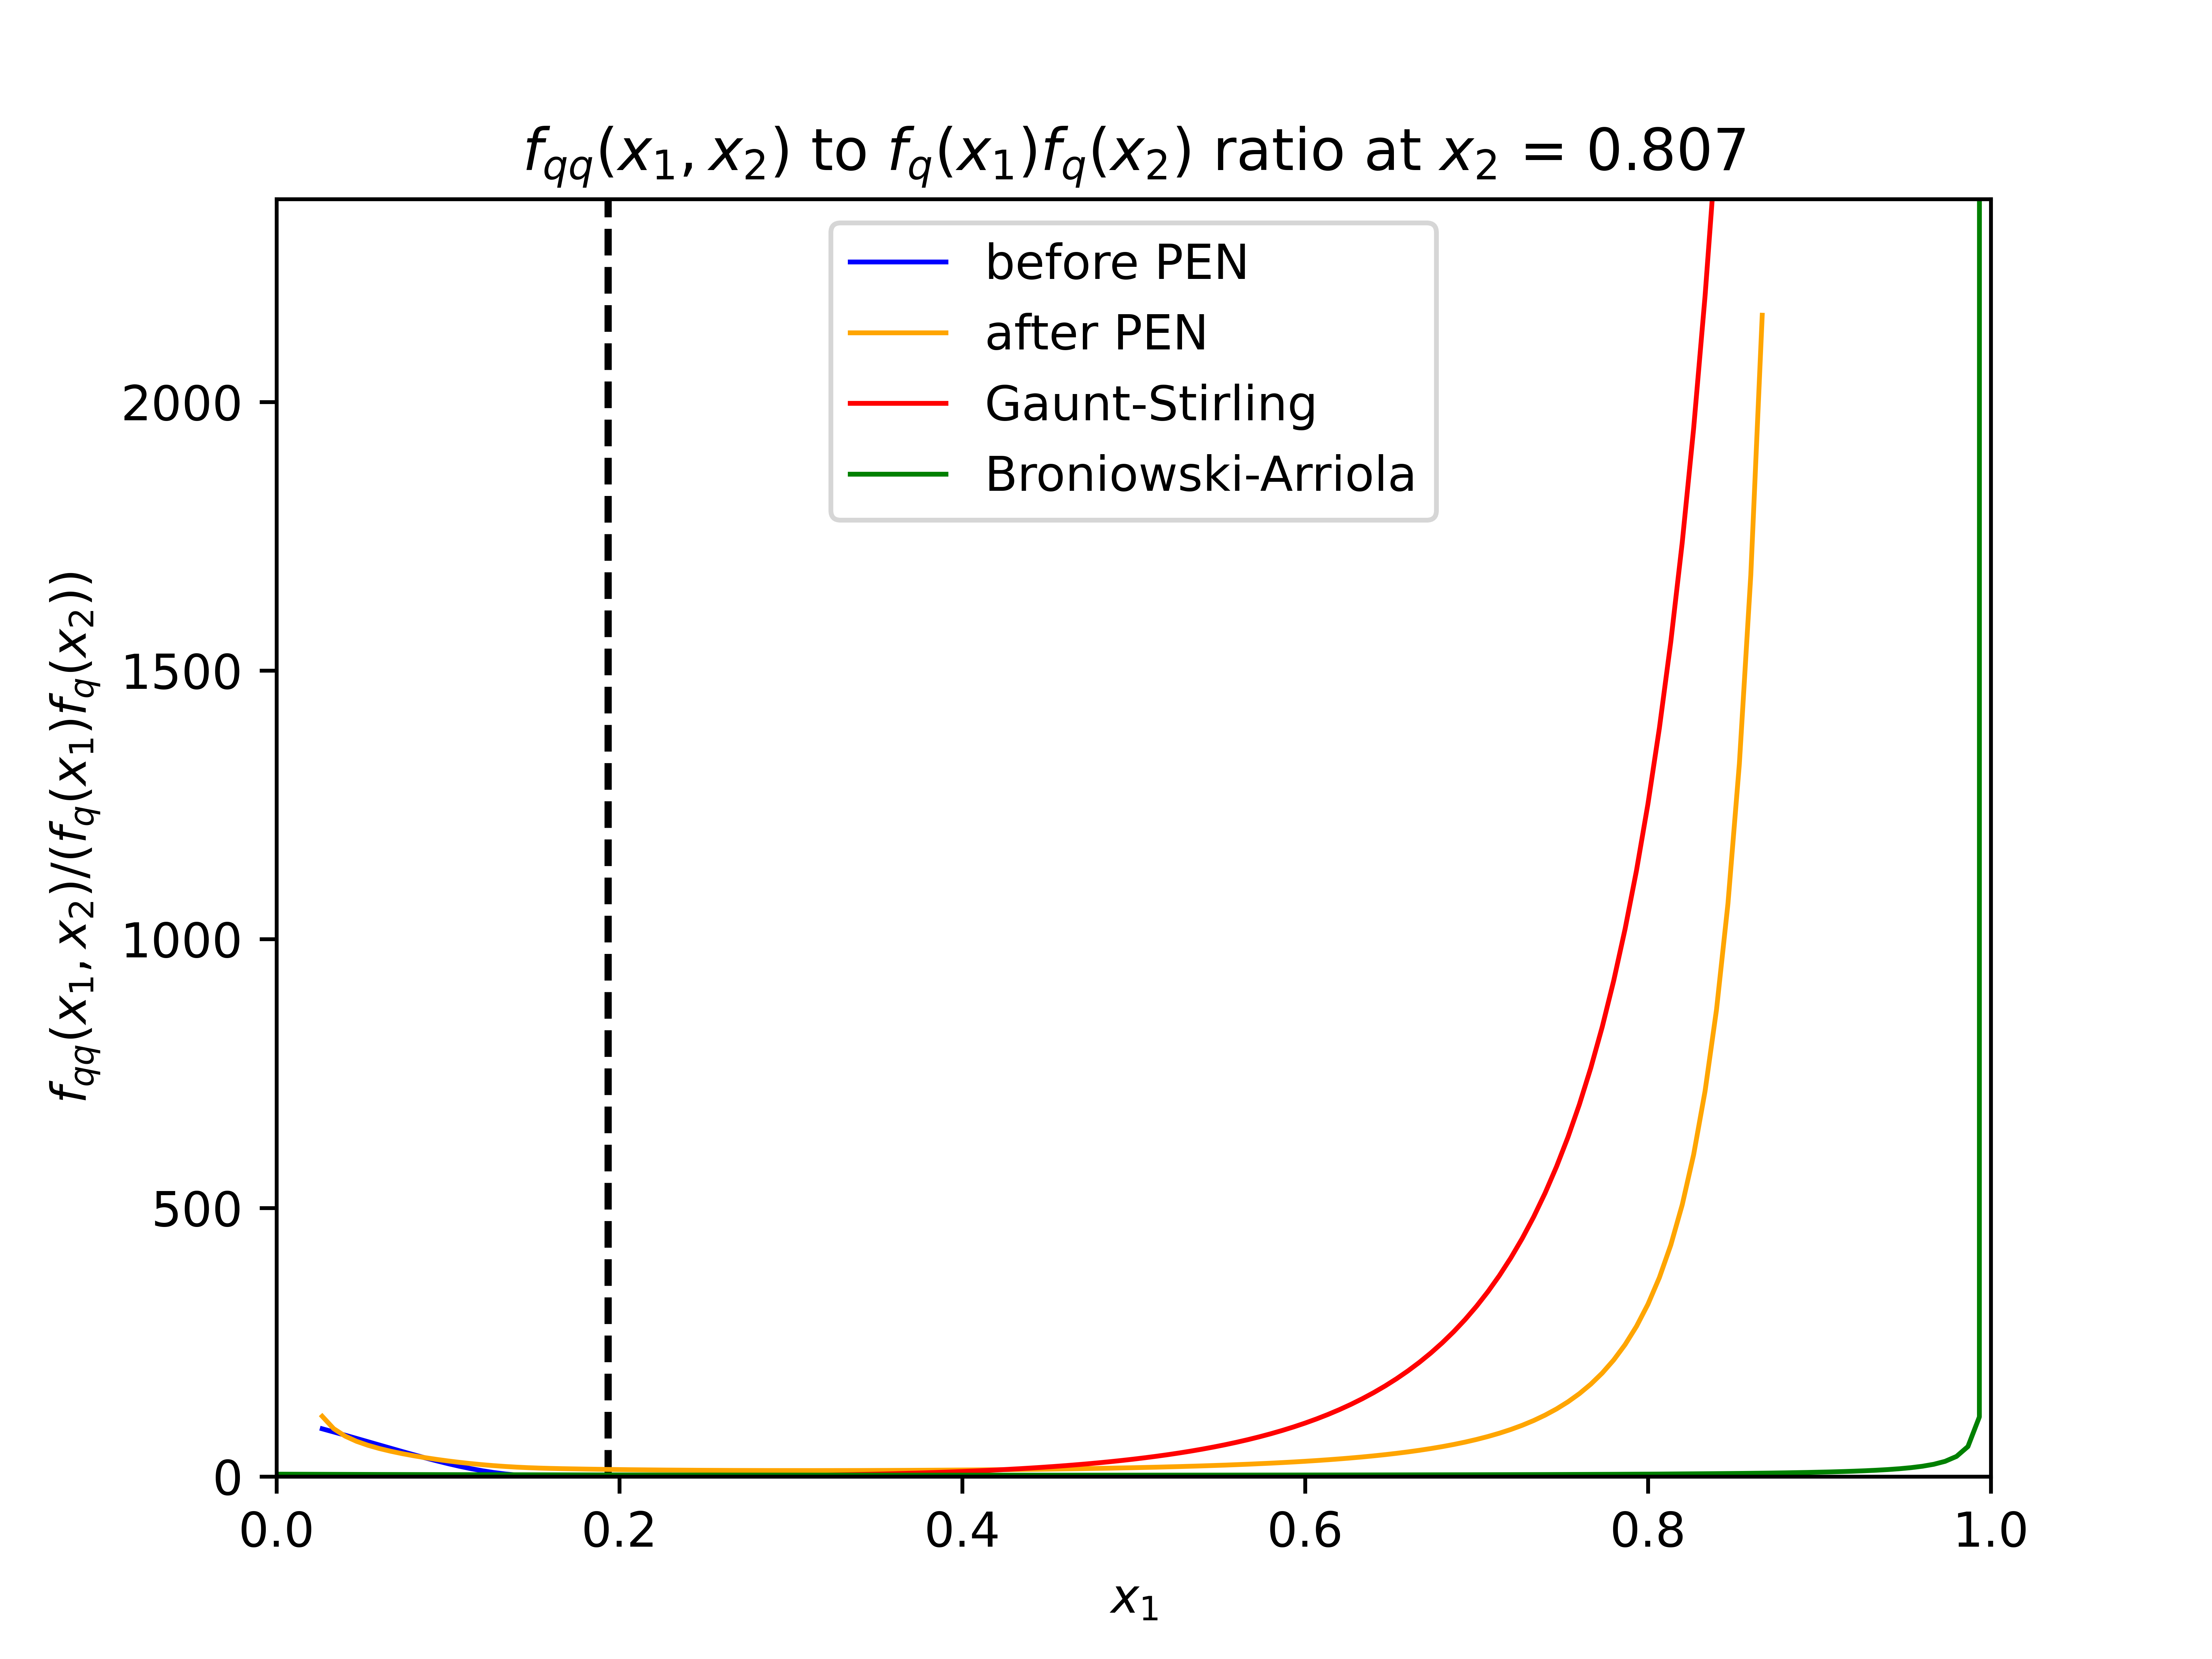 f_qq(x_1, x_2) to f_q(x_1)f_q(x_2) ratio at x_2 = 0.807
before PEN
after PEN
Gaunt-Stirling
Broniowski-Arriola
f_qq(x_1, x_2)/(f_q(x_1)f_q(x_2))
2000
1500
1000
500
0
0.0 0.2 0.4 0.6 0.8 1.0
x_1